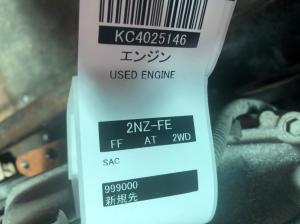 KC4025146
エンジン
USED ENGINE
2NZ-FE
FF AT 2WD
SAC
999000
新規先